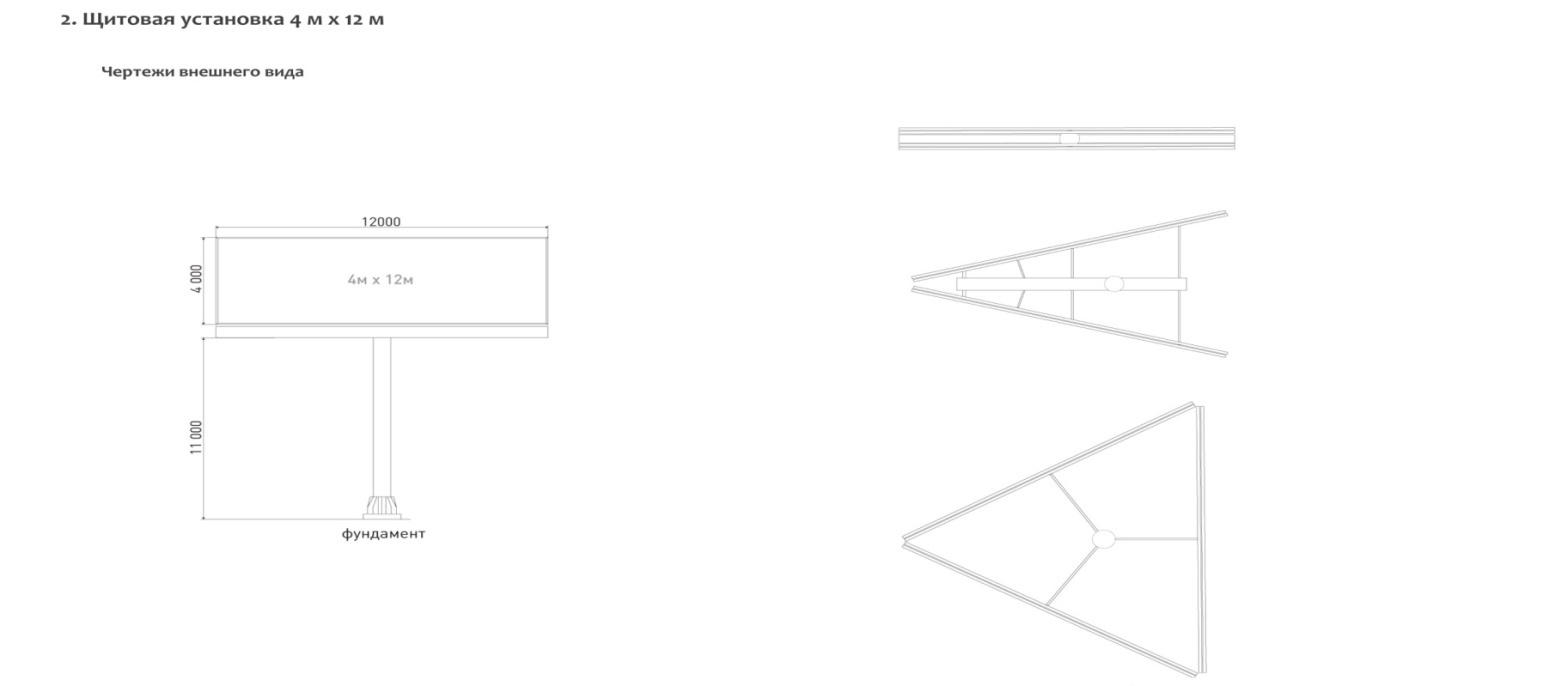 2. Щитовая установка 4 м х 12 м
Чертежи внешнего вида
12000
4 000
4м х 12м
11 000
фундамент